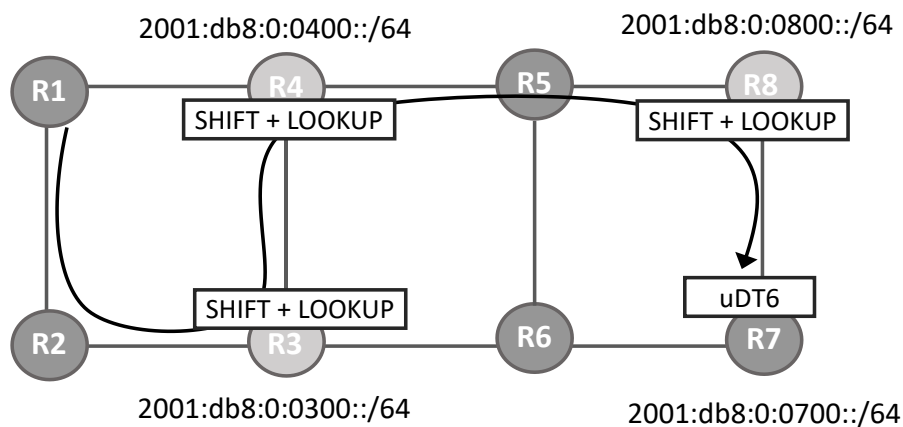 2001:db8:0:0400::/64
2001:db8:0:0800::/64
R1
R4
R5
R8
SHIFT + LOOKUP
SHIFT + LOOKUP
SHIFT + LOOKUP
uDT6
R2
R3
R6
R7
2001:db8:0:0300::/64
2001:db8:0:0700::/64